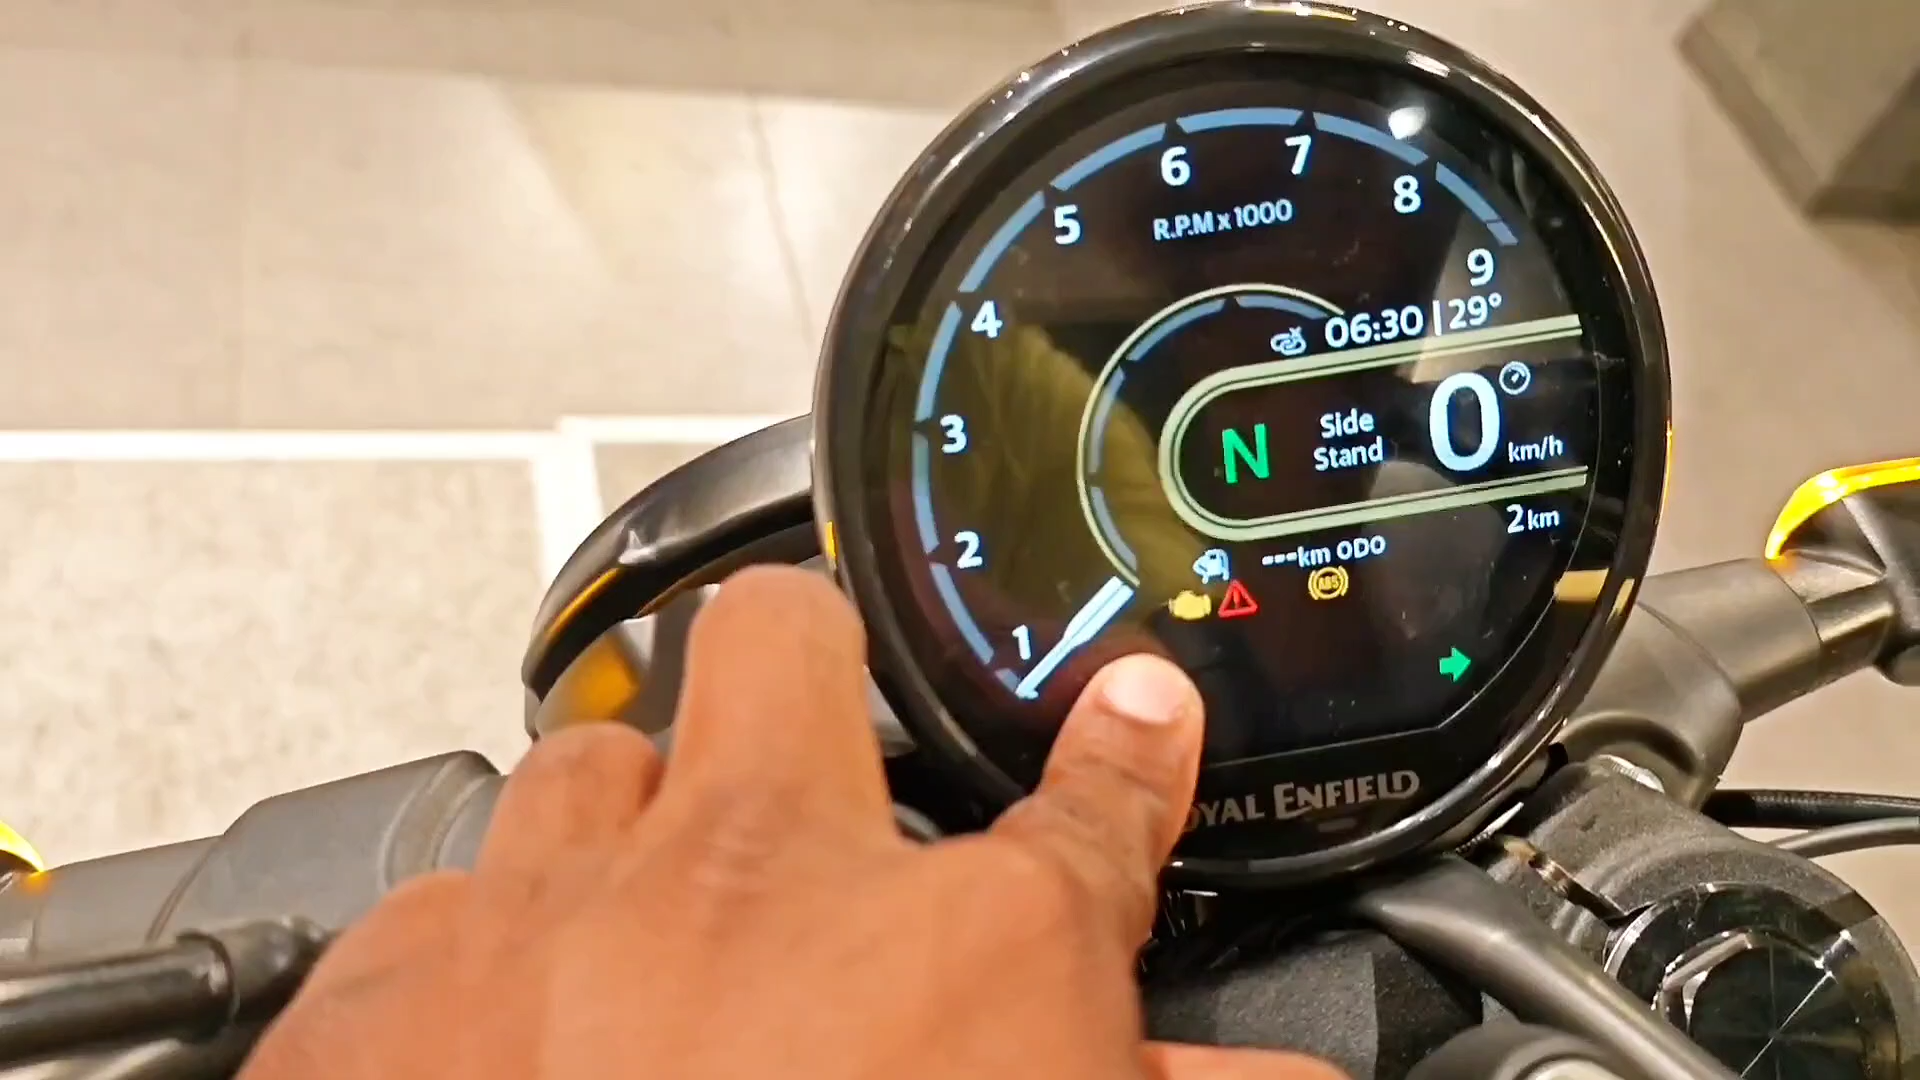 6
7
5
8
R.P.M x 1000
9
4
06:30 | 29°
3
N
Side
Stand
0
km/h
2
2 km
---km ODO
ABS
1
ROYAL ENFIELD